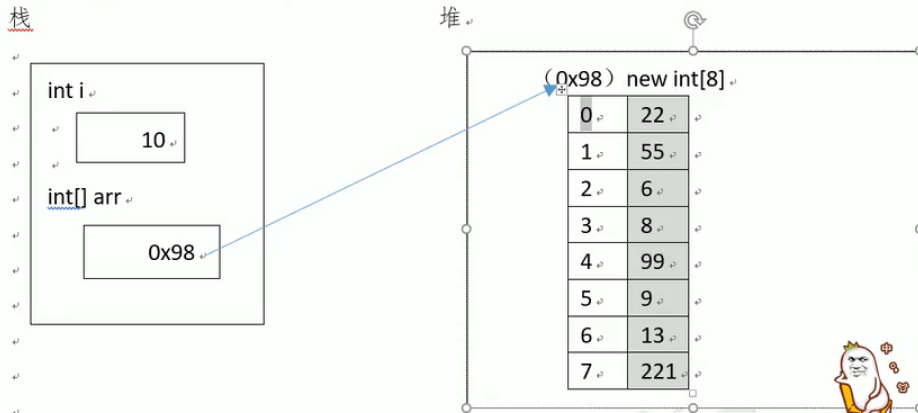 栈
堆
int i
10
int[] arr
0x98
（0x98）new int[8]
0 22
1 55
2 6
3 8
4 99
5 9
6 13
7 221
中